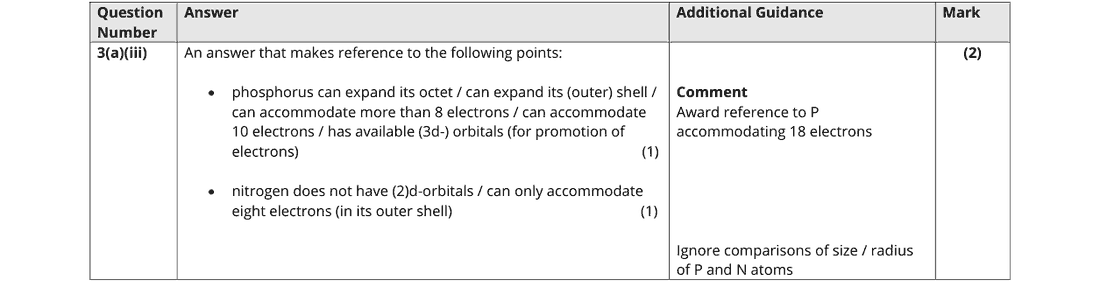 Question Number Answer Additional Guidance Mark
3(a)(iii) An answer that makes reference to the following points: (2)
• phosphorus can expand its octet / can expand its (outer) shell /
can accommodate more than 8 electrons / can accommodate
10 electrons / has available (3d-) orbitals (for promotion of
electrons) (1)
Comment
Award reference to P
accommodating 18 electrons
• nitrogen does not have (2)d-orbitals / can only accommodate
eight electrons (in its outer shell) (1)
Ignore comparisons of size / radius
of P and N atoms